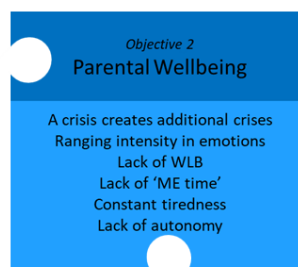 Objective 2
Parental Wellbeing
A crisis creates additional crises
Ranging intensity in emotions
Lack of WLB
Lack of ‘ME time’
Constant tiredness
Lack of autonomy